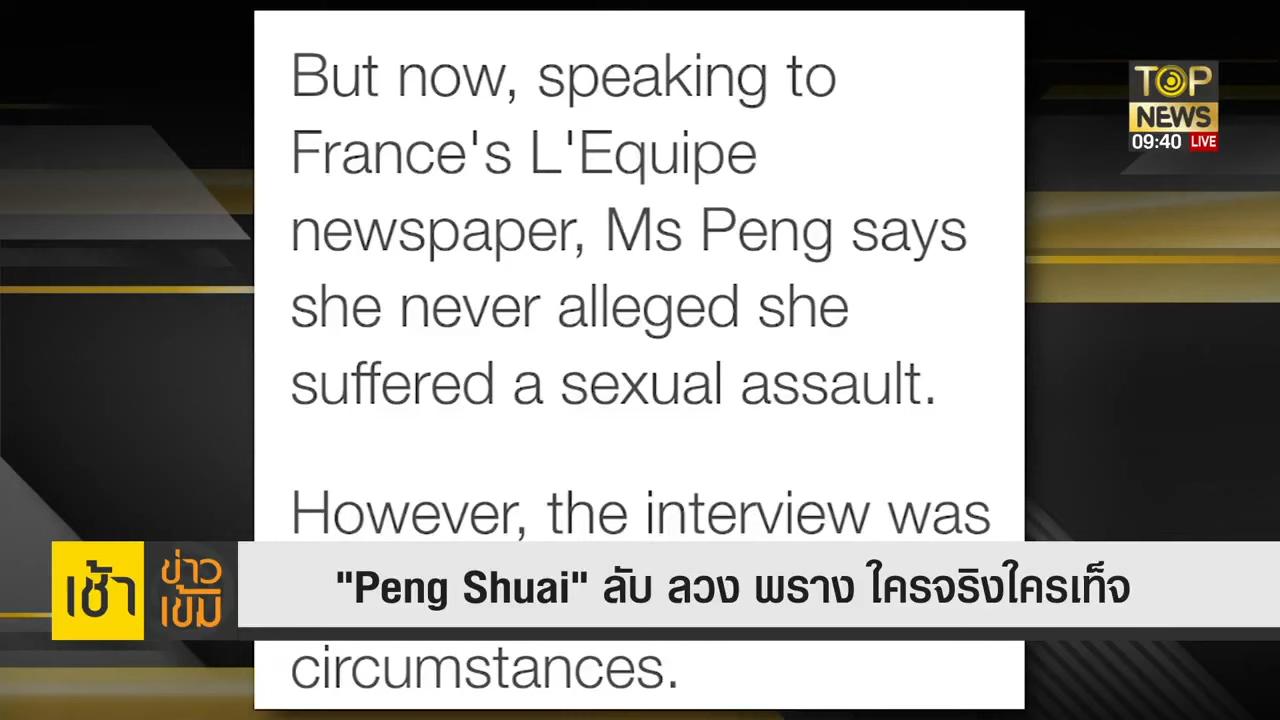 But now, speaking to
France's L'Equipe
newspaper, Ms Peng says
she never alleged she
suffered a sexual assault.
However, the interview was
circumstances.
TOP
NEWS
09:40 LIVE
เช้า
ข่าว
เข้ม
"Peng Shuai" ลับ ลวง พราง ใครจริงใครเท็จ